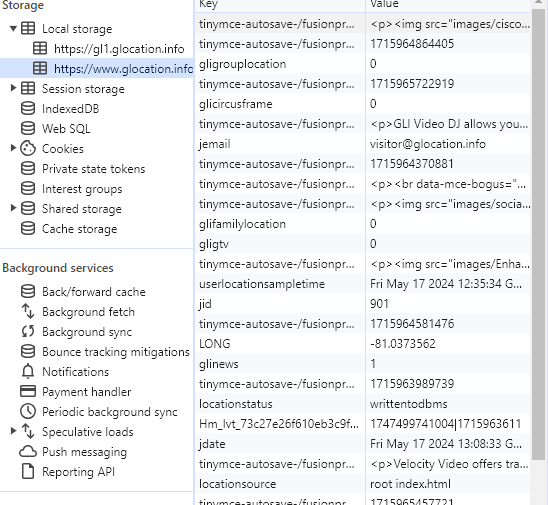 Storage
Local storage
https://gl1.glocation.info
https://www.glocation.info
Session storage
IndexedDB
Web SQL
Cookies
Private state tokens
Interest groups
Shared storage
Cache storage
Background services
Back/forward cache
Background fetch
Background sync
Bounce tracking mitigations
Notifications
Payment handler
Periodic background sync
Speculative loads
Push messaging
Reporting API
Key Value
tinymce-autosave-/fusionpr... <p><img src="images/cisco...
tinymce-autosave-/fusionpr... 1715964864405
gligrouplocation 0
tinymce-autosave-/fusionpr... 1715965722919
glicircusframe 0
tinymce-autosave-/fusionpr... <p>GLI Video DJ allows you...
jemail visitor@glocation.info
tinymce-autosave-/fusionpr... 1715964370881
tinymce-autosave-/fusionpr... <p><br data-mce-bogus="...
tinymce-autosave-/fusionpr... <p><img src="images/socia...
glifamilylocation 0
gligtv 0
tinymce-autosave-/fusionpr... <p><img src="images/Enha...
userlocationsampletime Fri May 17 2024 12:35:34 G...
jid 901
tinymce-autosave-/fusionpr... 1715964581476
LONG -81.0373562
glinews 1
tinymce-autosave-/fusionpr... 1715963989739
locationstatus writtentodbms
Hm_lvt_73c27e26f610eb3c9f... 1747499741004|1715963611
jdate Fri May 17 2024 13:08:33 G...
tinymce-autosave-/fusionpr... <p>Velocity Video offers tra...
locationsource root index.html
tinymce-autosave-/fusionpr... 1715965457721